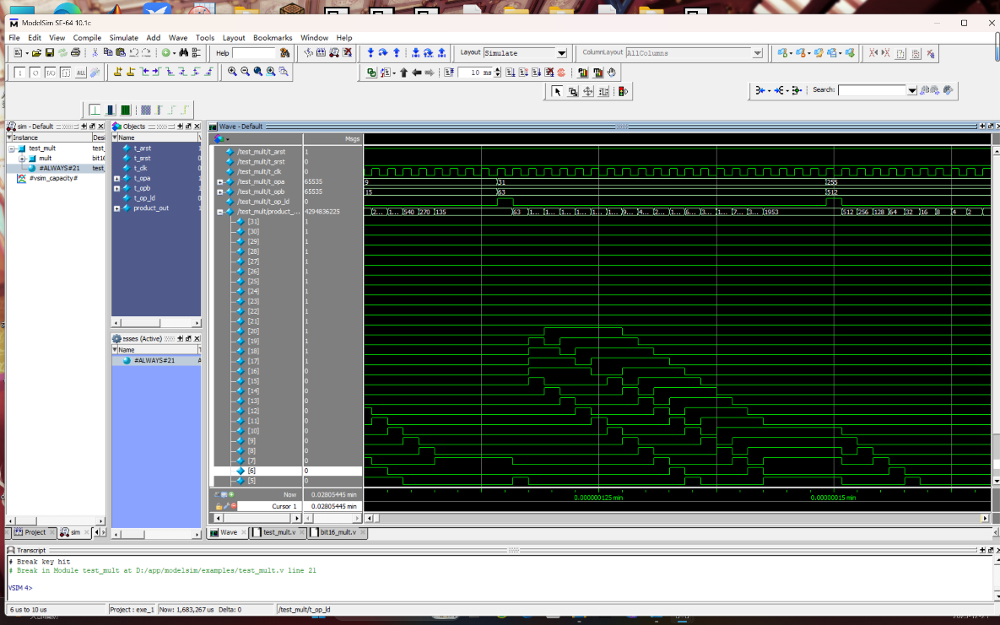 ModelSim SE-64 10.1c
File Edit View Compile Simulate Add Wave Tools Layout Bookmarks Window Help
Help
Layout Simulate
ColumnLayout AllColumns
ALL
10 ms
Search:
sim - Default
Instance Desi
test_mult test_
mult bit16
#ALWAYS#21 test_
#vsim_capacity#
Objects
Name
t_arst 1
t_srst 0
t_clk 0
t_opa 1
t_opb 1
t_op_ld 0
product_out 1
esses (Active)
Name
#ALWAYS#21
Wave - Default
Msgs
/test_mult/t_arst 1
/test_mult/t_srst 0
/test_mult/t_clk 0
/test_mult/t_opa 65535 9 31 255
/test_mult/t_opb 65535 15 63 512
/test_mult/t_op_ld 0
/test_mult/product_... 4294836225 2... 1... 540 270 135 63 1... 1... 1... 1... 1... 1... 9... 4... 2... 1... 6... 3... 1... 7... 3... 1953 512 256 128 64 32 16 8 4 2
[31] 1
[30] 1
[29] 1
[28] 1
[27] 1
[26] 1
[25] 1
[24] 1
[23] 1
[22] 1
[21] 1
[20] 1
[19] 1
[18] 1
[17] 1
[16] 0
[15] 0
[14] 0
[13] 0
[12] 0
[11] 0
[10] 0
[9] 0
[8] 0
[7] 0
[6] 0
[5] 0
Now 0.02805445 min
Cursor 1 0.02805445 min
0.000000125 min 0.00000015 min
Project sim
Wave test_mult.v bit16_mult.v
Transcript
# Break key hit
# Break in Module test_mult at D:/app/modelsim/examples/test_mult.v line 21
VSIM 4>
6 us to 10 us Project : exe_1 Now: 1,683,267 us Delta: 0 /test_mult/t_op_ld